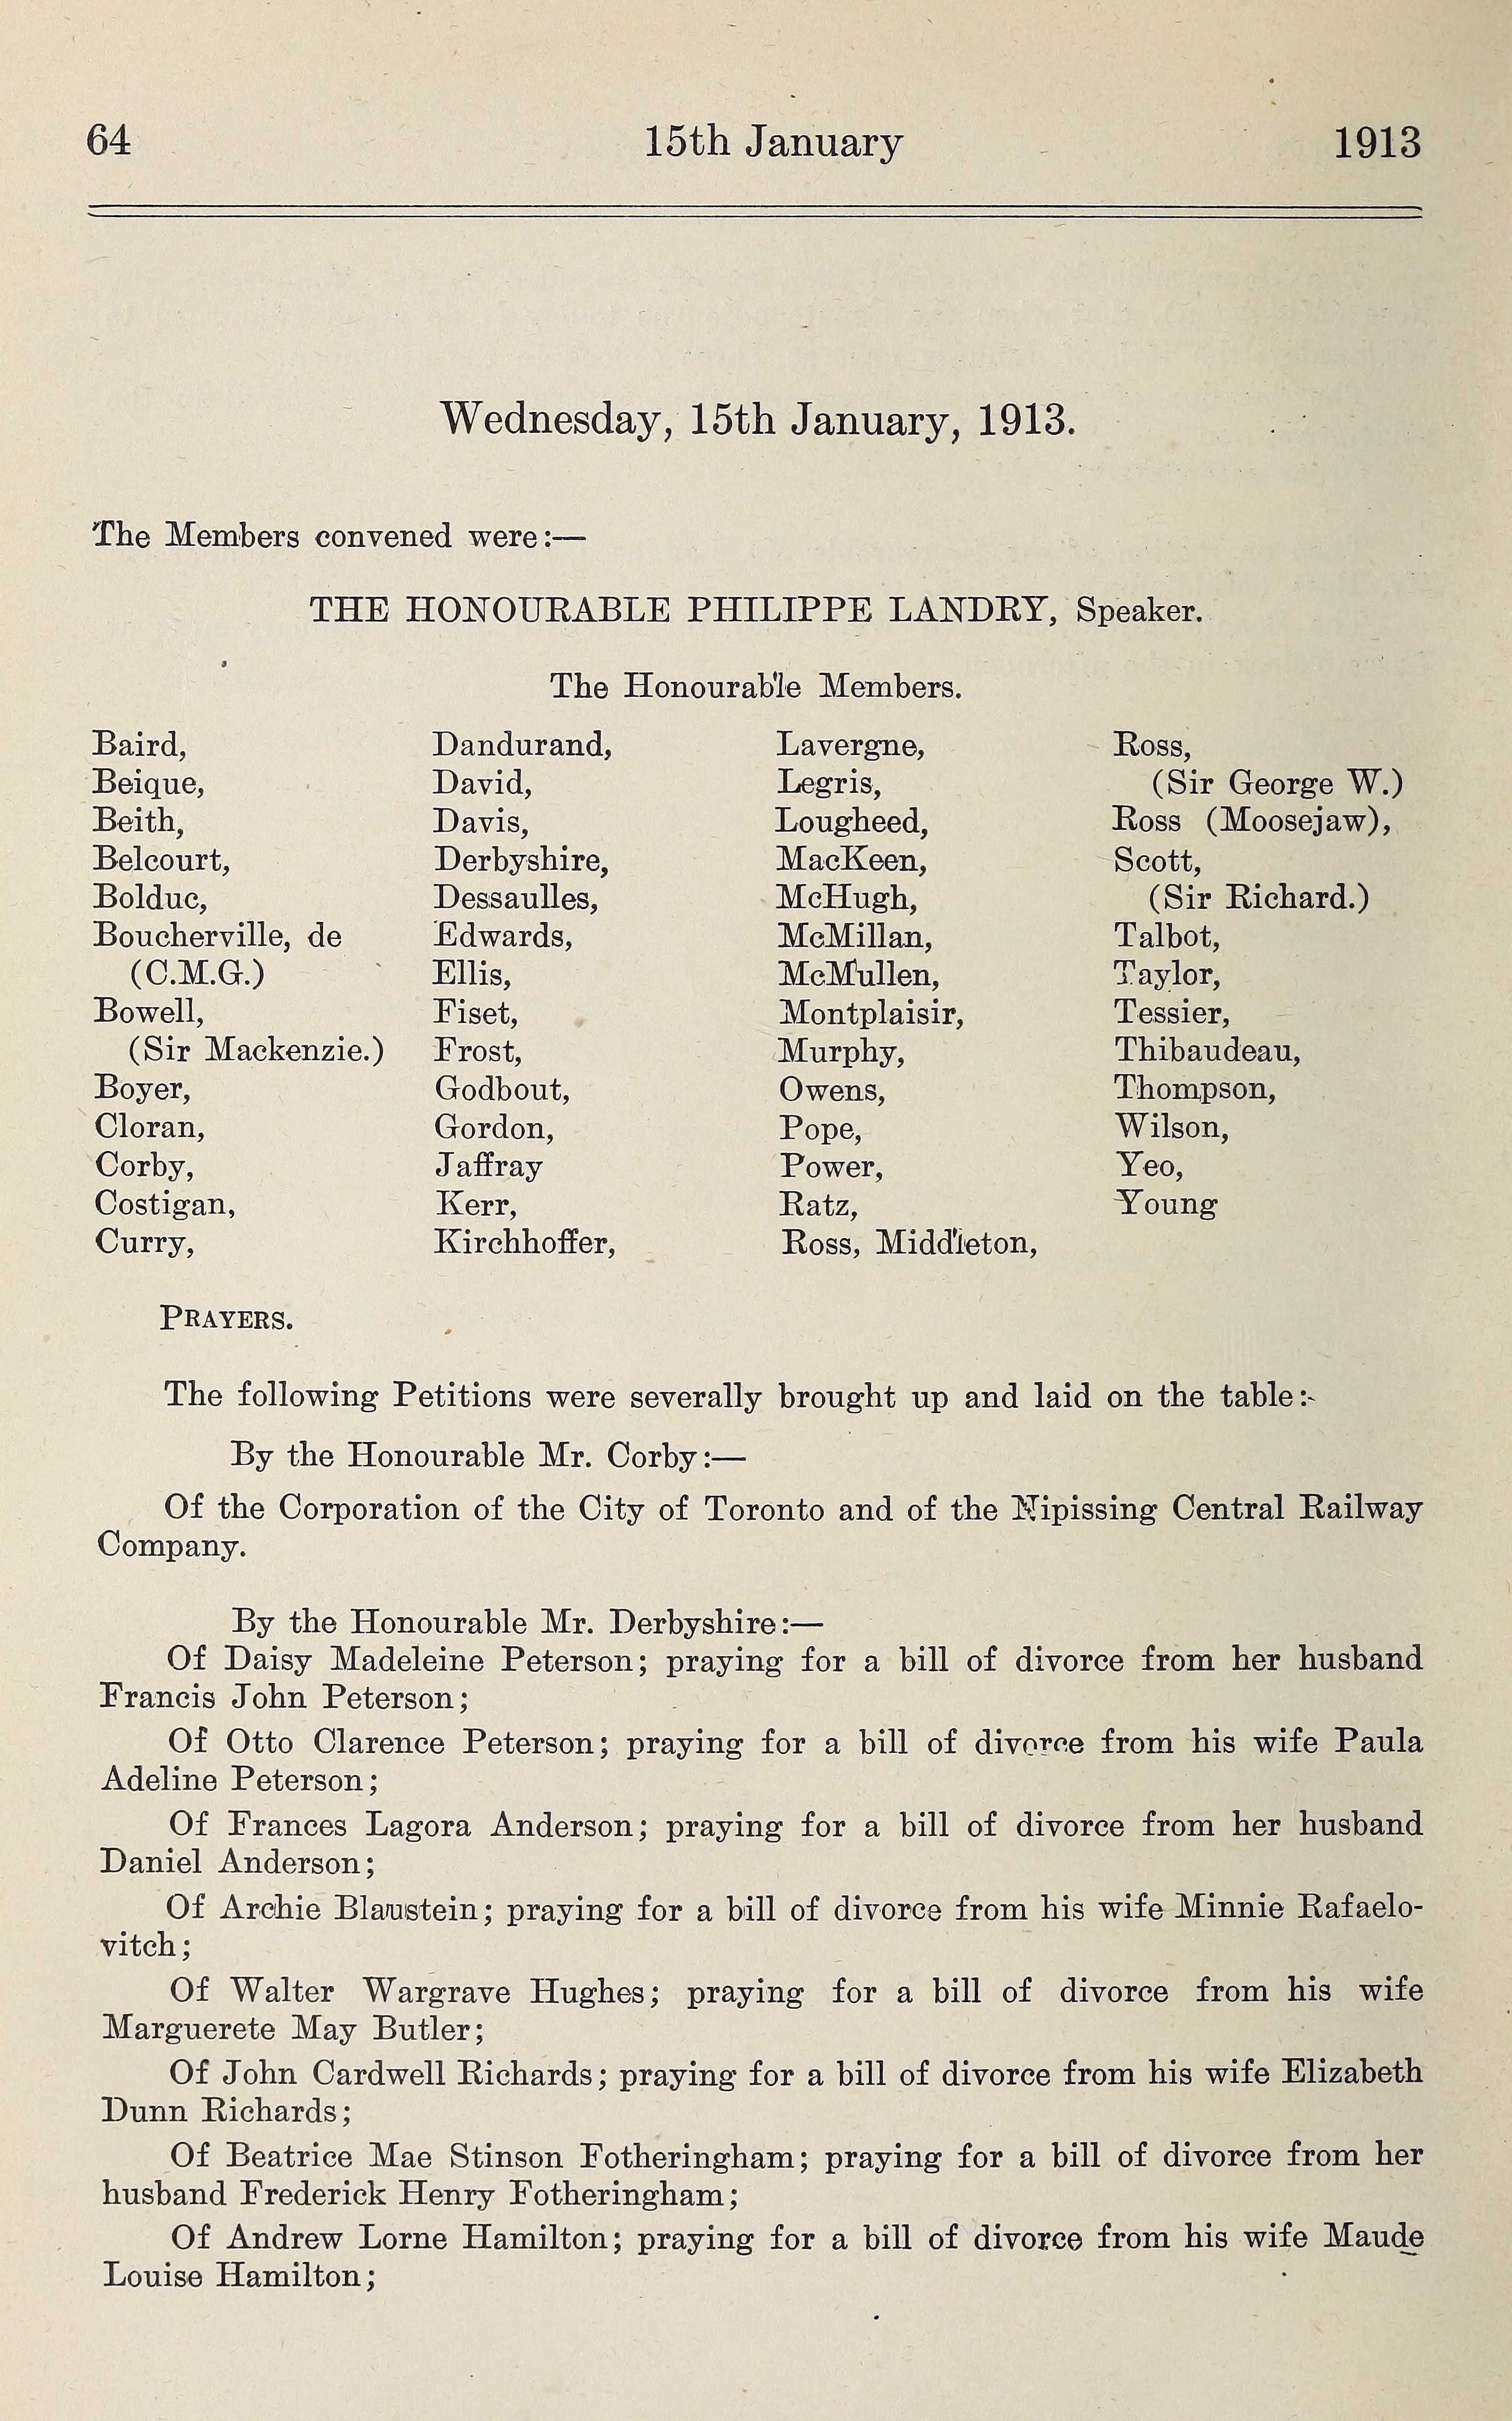 64 15th January 1913
Wednesday, 15th January, 1913.
The Members convened were:—
THE HONOURABLE PHILIPPE LANDRY, Speaker.
The Honourable Members.
Baird,
Beique,
Beith,
Belcourt,
Bolduc,
Boucherville, de
(C.M.G.)
Bowell,
(Sir Mackenzie.)
Boyer,
Cloran,
Corby,
Costigan,
Curry,
Dandurand,
David,
Davis,
Derbyshire,
Dessaulles,
Edwards,
Ellis,
Fiset,
Frost,
Godbout,
Gordon,
Jaffray
Kerr,
Kirchhoffer,
Lavergne,
Legris,
Lougheed,
MacKeen,
McHugh,
McMillan,
McMullen,
Montplaisir,
Murphy,
Owens,
Pope,
Power,
Ratz,
Ross, Middleton,
Ross,
(Sir George W.)
Ross (Moosejaw),
Scott,
(Sir Richard.)
Talbot,
Taylor,
Tessier,
Thibaudeau,
Thompson,
Wilson,
Yeo,
Young
PRAYERS.
The following Petitions were severally brought up and laid on the table:-
By the Honourable Mr. Corby:—
Of the Corporation of the City of Toronto and of the Nipissing Central Railway
Company.
By the Honourable Mr. Derbyshire:—
Of Daisy Madeleine Peterson; praying for a bill of divorce from her husband
Francis John Peterson;
Of Otto Clarence Peterson; praying for a bill of divorce from his wife Paula
Adeline Peterson;
Of Frances Lagora Anderson; praying for a bill of divorce from her husband
Daniel Anderson;
Of Archie Blaustein; praying for a bill of divorce from his wife Minnie Rafaelo-
vitch;
Of Walter Wargrave Hughes; praying for a bill of divorce from his wife
Marguerete May Butler;
Of John Cardwell Richards; praying for a bill of divorce from his wife Elizabeth
Dunn Richards;
Of Beatrice Mae Stinson Fotheringham; praying for a bill of divorce from her
husband Frederick Henry Fotheringham;
Of Andrew Lorne Hamilton; praying for a bill of divorce from his wife Maude
Louise Hamilton;